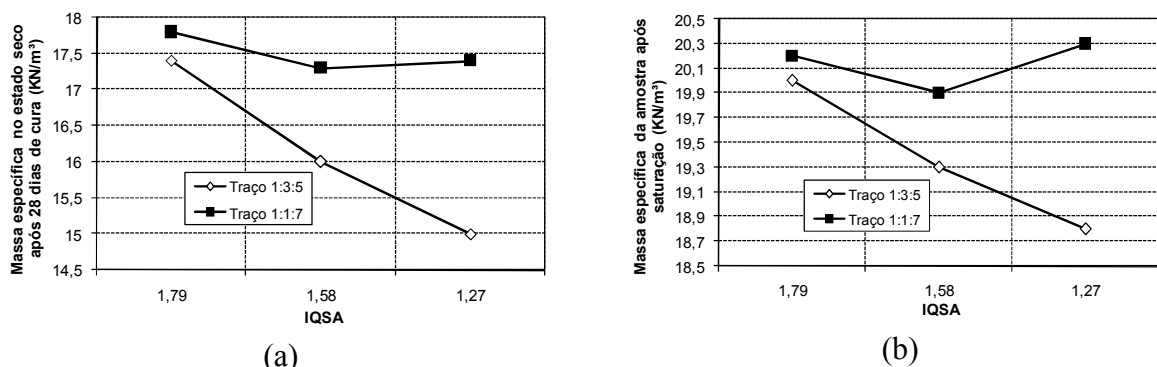 Massa específica no estado seco
após 28 dias de cura (KN/m³)
18
17,5
17
16,5
16
15,5
15
14,5
Traço 1:3:5
Traço 1:1:7
1,79
1,58
1,27
IQSA
(a)
Massa específica da amostra após
saturação (KN/m³)
20,5
20,3
20,1
19,9
19,7
19,5
19,3
19,1
18,9
18,7
18,5
Traço 1:3:5
Traço 1:1:7
1,79
1,58
1,27
IQSA
(b)